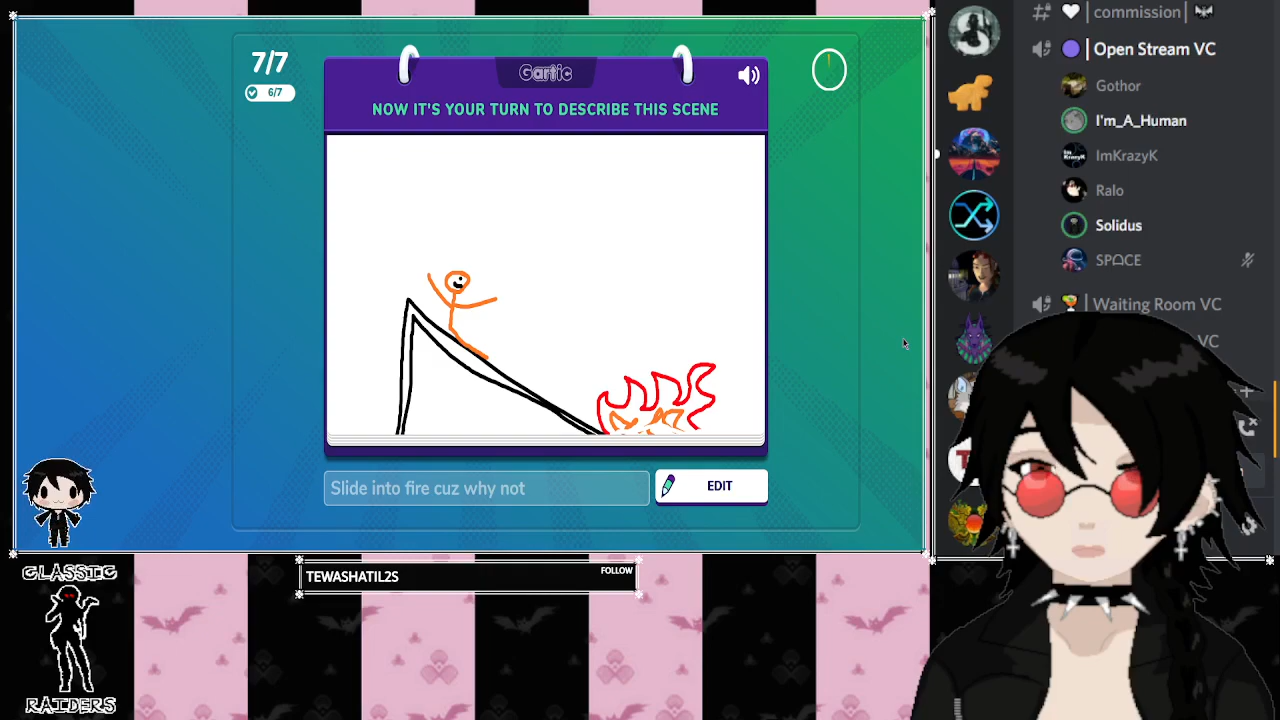 7/7
6/7
Gartic
NOW IT'S YOUR TURN TO DESCRIBE THIS SCENE
Slide into fire cuz why not
EDIT
CLASSIC
RAIDERS
TEWASHATIL2S
FOLLOW
commission|
| Open Stream VC
Gothor
I'm_A_Human
ImKrazyK
Ralo
Solidus
SPΩCE
| Waiting Room VC
VC